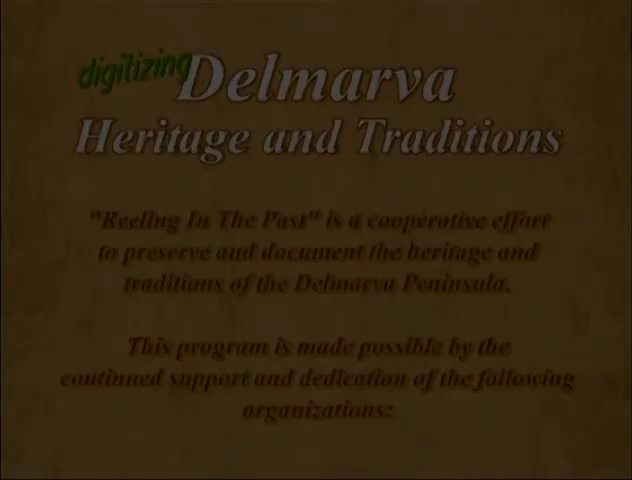 digitizing Delmarva
Heritage and Traditions
"Reeling In The Past" is a cooperative effort
to preserve and document the heritage and
traditions of the Delmarva Peninsula.
This program is made possible by the
continued support and dedication of the following
organizations: